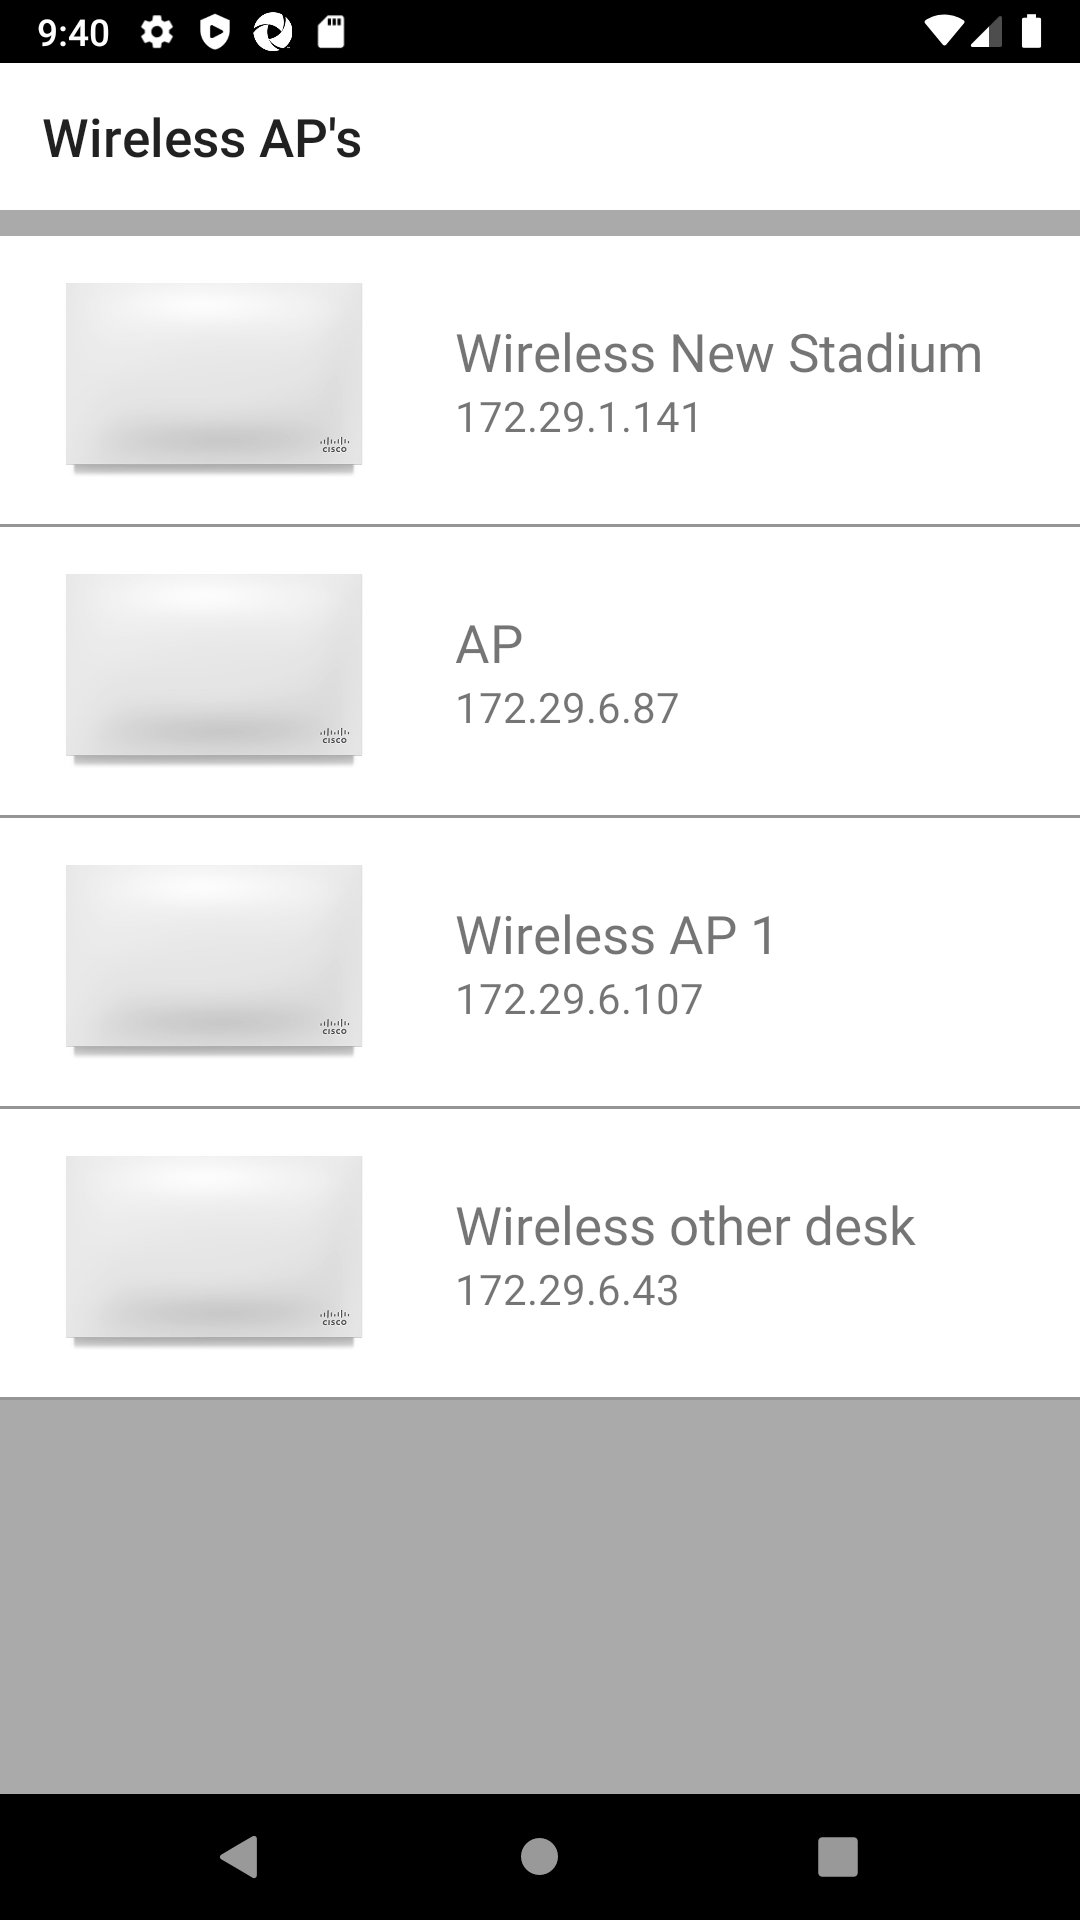 9:40
Wireless AP's
Wireless New Stadium
172.29.1.141
CISCO
AP
172.29.6.87
CISCO
Wireless AP 1
172.29.6.107
CISCO
Wireless other desk
172.29.6.43
CISCO